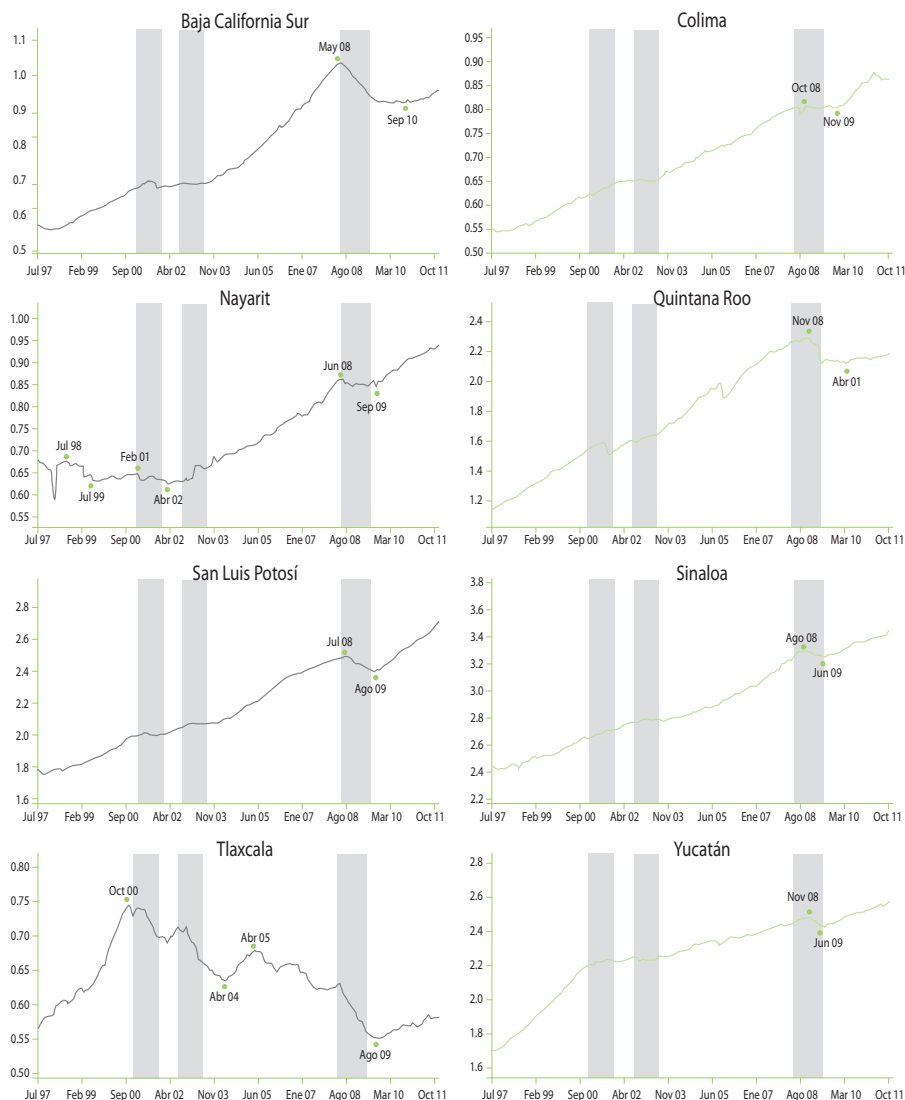 Baja California Sur
1.1
1.0
0.9
0.8
0.7
0.6
0.5
May 08
Sep 10
Jul 97 Feb 99 Sep 00 Abr 02 Nov 03 Jun 05 Ene 07 Ago 08 Mar 10 Oct 11
Colima
0.95
0.90
0.85
0.80
0.75
0.70
0.65
0.60
0.55
0.50
Oct 08
Nov 09
Jul 97 Feb 99 Sep 00 Abr 02 Nov 03 Jun 05 Ene 07 Ago 08 Mar 10 Oct 11
Nayarit
1.00
0.95
0.90
0.85
0.80
0.75
0.70
0.65
0.60
0.55
Jul 98
Jul 99
Feb 01
Abr 02
Jun 08
Sep 09
Jul 97 Feb 99 Sep 00 Abr 02 Nov 03 Jun 05 Ene 07 Ago 08 Mar 10 Oct 11
Quintana Roo
2.4
2.2
2.0
1.6
1.4
1.2
Nov 08
Abr 01
Jul 97 Feb 99 Sep 00 Abr 02 Nov 03 Jun 05 Ene 07 Ago 08 Mar 10 Oct 11
San Luis Potosí
2.8
2.6
2.4
2.2
2.0
1.8
1.6
Jul 08
Ago 09
Jul 97 Feb 99 Sep 00 Abr 02 Nov 03 Jun 05 Ene 07 Ago 08 Mar 10 Oct 11
Sinaloa
3.8
3.6
3.4
3.2
3.0
2.8
2.6
2.4
2.2
Ago 08
Jun 09
Jul 97 Feb 99 Sep 00 Abr 02 Nov 03 Jun 05 Ene 07 Ago 08 Mar 10 Oct 11
Tlaxcala
0.80
0.75
0.70
0.65
0.60
0.55
0.50
Oct 00
Abr 04
Abr 05
Ago 09
Jul 97 Feb 99 Sep 00 Abr 02 Nov 03 Jun 05 Ene 07 Ago 08 Mar 10 Oct 11
Yucatán
2.8
2.6
2.4
2.2
2.0
1.8
1.6
Nov 08
Jun 09
Jul 97 Feb 99 Sep 00 Abr 02 Nov 03 Jun 05 Ene 07 Ago 08 Mar 10 Oct 11